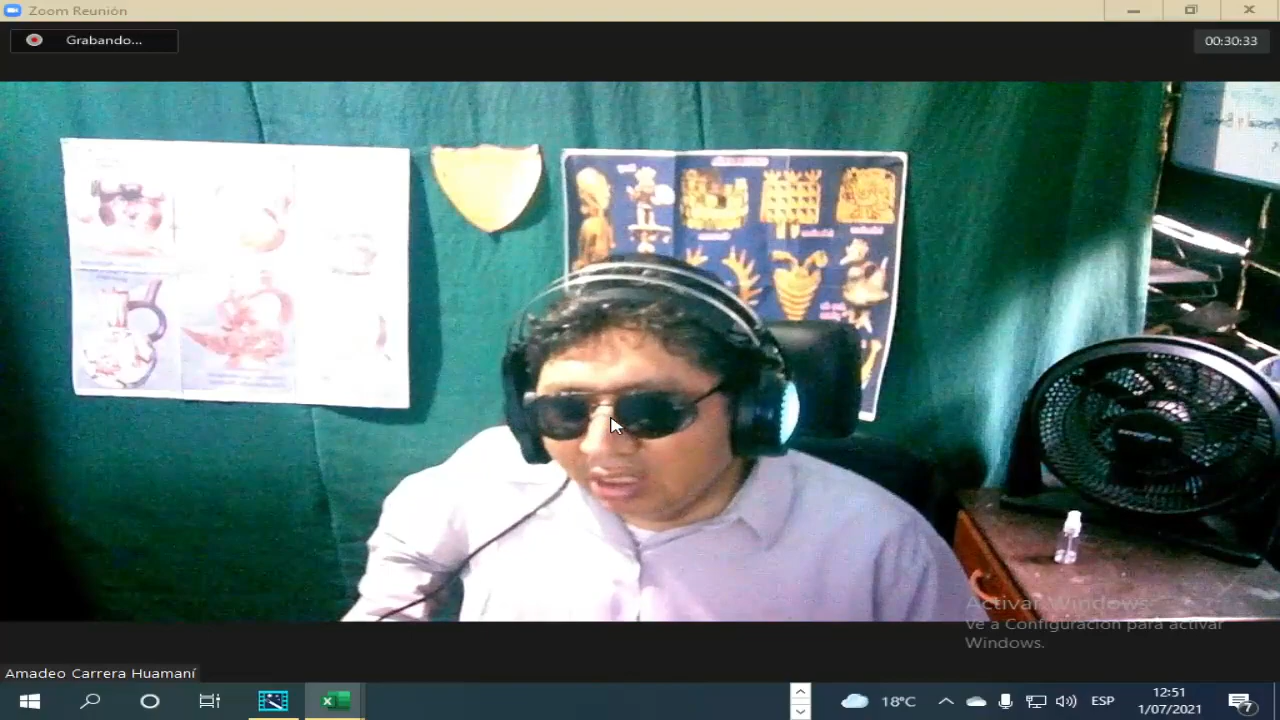 Zoom Reunión
Grabando...
00:30:33
Activar Windows
Ve a Configuración para activar
Windows.
Amadeo Carrera Huamaní
18°C
ESP
12:51
1/07/2021
7